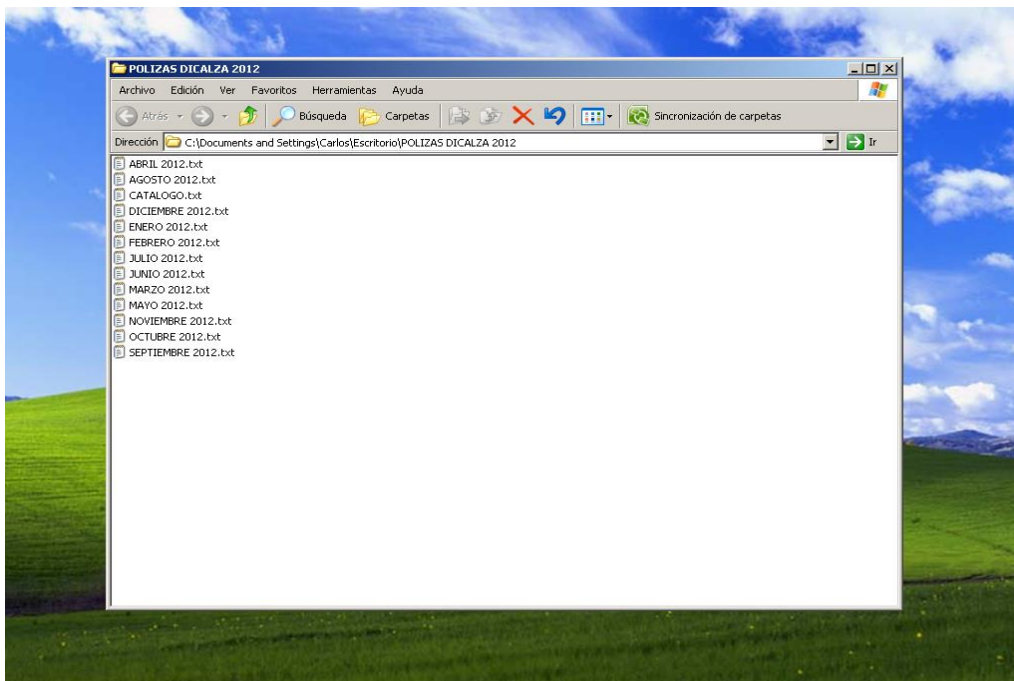 POLIZAS DICALZA 2012
Archivo Edición Ver Favoritos Herramientas Ayuda
Atrás Búsqueda Carpetas Sincronización de carpetas
Dirección C:\Documents and Settings\Carlos\Escritorio\POLIZAS DICALZA 2012 Ir
ABRIL 2012.txt
AGOSTO 2012.txt
CATALOGO.txt
DICIEMBRE 2012.txt
ENERO 2012.txt
FEBRERO 2012.txt
JULIO 2012.txt
JUNIO 2012.txt
MARZO 2012.txt
MAYO 2012.txt
NOVIEMBRE 2012.txt
OCTUBRE 2012.txt
SEPTIEMBRE 2012.txt